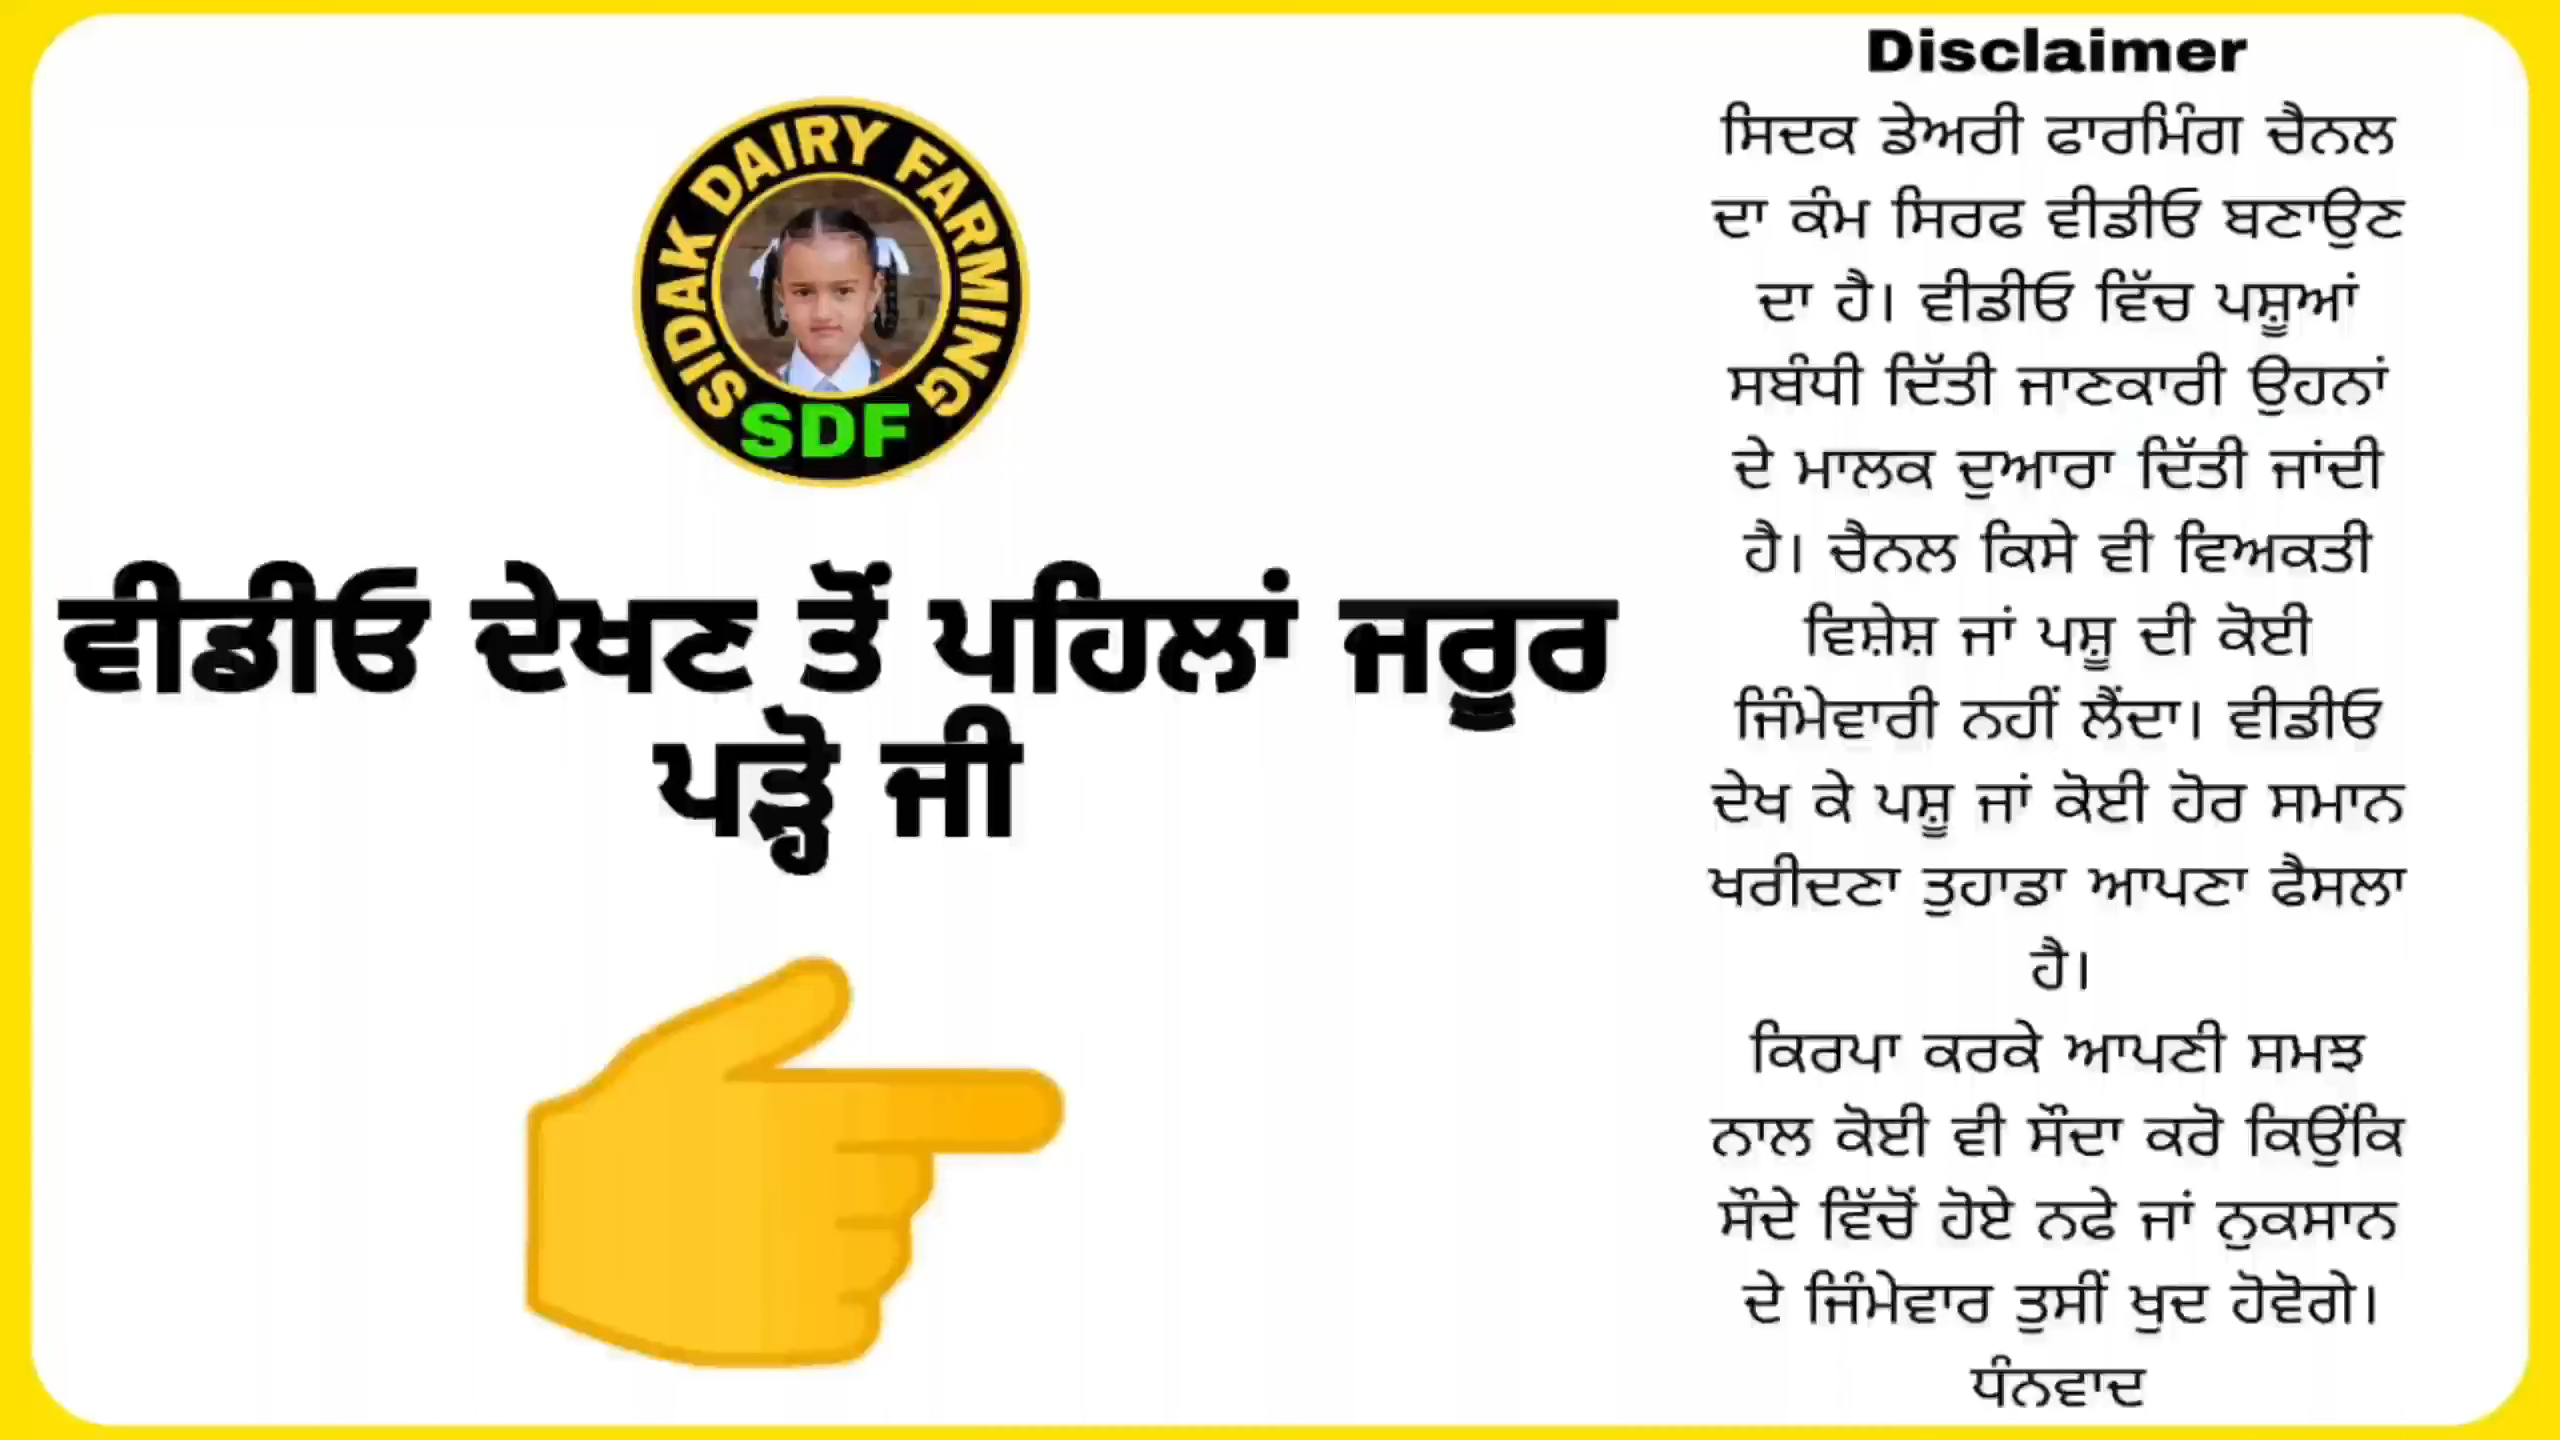 SIDAK DAIRY FARMING
SDF
ਵੀਡੀਓ ਦੇਖਣ ਤੋਂ ਪਹਿਲਾਂ ਜਰੂਰ
ਪੜ੍ਹੋ ਜੀ
Disclaimer
ਸਿਦਕ ਡੇਅਰੀ ਫਾਰਮਿੰਗ ਚੈਨਲ
ਦਾ ਕੰਮ ਸਿਰਫ ਵੀਡੀਓ ਬਣਾਉਣ
ਦਾ ਹੈ। ਵੀਡੀਓ ਵਿੱਚ ਪਸ਼ੂਆਂ
ਸਬੰਧੀ ਦਿੱਤੀ ਜਾਣਕਾਰੀ ਉਹਨਾਂ
ਦੇ ਮਾਲਕ ਦੁਆਰਾ ਦਿੱਤੀ ਜਾਂਦੀ
ਹੈ। ਚੈਨਲ ਕਿਸੇ ਵੀ ਵਿਅਕਤੀ
ਵਿਸ਼ੇਸ਼ ਜਾਂ ਪਸ਼ੂ ਦੀ ਕੋਈ
ਜਿੰਮੇਵਾਰੀ ਨਹੀਂ ਲੈਂਦਾ। ਵੀਡੀਓ
ਦੇਖ ਕੇ ਪਸ਼ੂ ਜਾਂ ਕੋਈ ਹੋਰ ਸਮਾਨ
ਖਰੀਦਣਾ ਤੁਹਾਡਾ ਆਪਣਾ ਫੈਸਲਾ
ਹੈ।
ਕਿਰਪਾ ਕਰਕੇ ਆਪਣੀ ਸਮਝ
ਨਾਲ ਕੋਈ ਵੀ ਸੌਦਾ ਕਰੋ ਕਿਉਂਕਿ
ਸੌਦੇ ਵਿੱਚੋਂ ਹੋਏ ਨਫੇ ਜਾਂ ਨੁਕਸਾਨ
ਦੇ ਜਿੰਮੇਵਾਰ ਤੁਸੀਂ ਖੁਦ ਹੋਵੋਗੇ।
ਧੰਨਵਾਦ